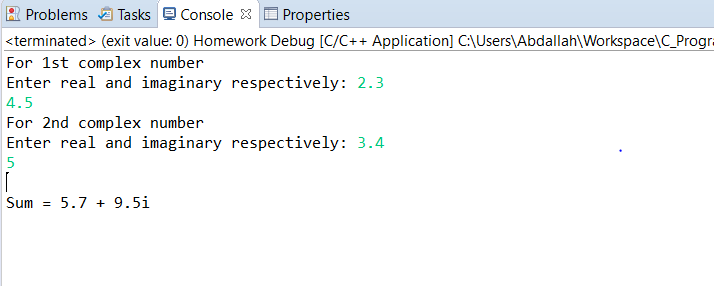 Problems Tasks Console Properties
<terminated> (exit value: 0) Homework Debug [C/C++ Application] C:\Users\Abdallah\Workspace\C_Progra
For 1st complex number
Enter real and imaginary respectively: 2.3
4.5
For 2nd complex number
Enter real and imaginary respectively: 3.4
5
Sum = 5.7 + 9.5i